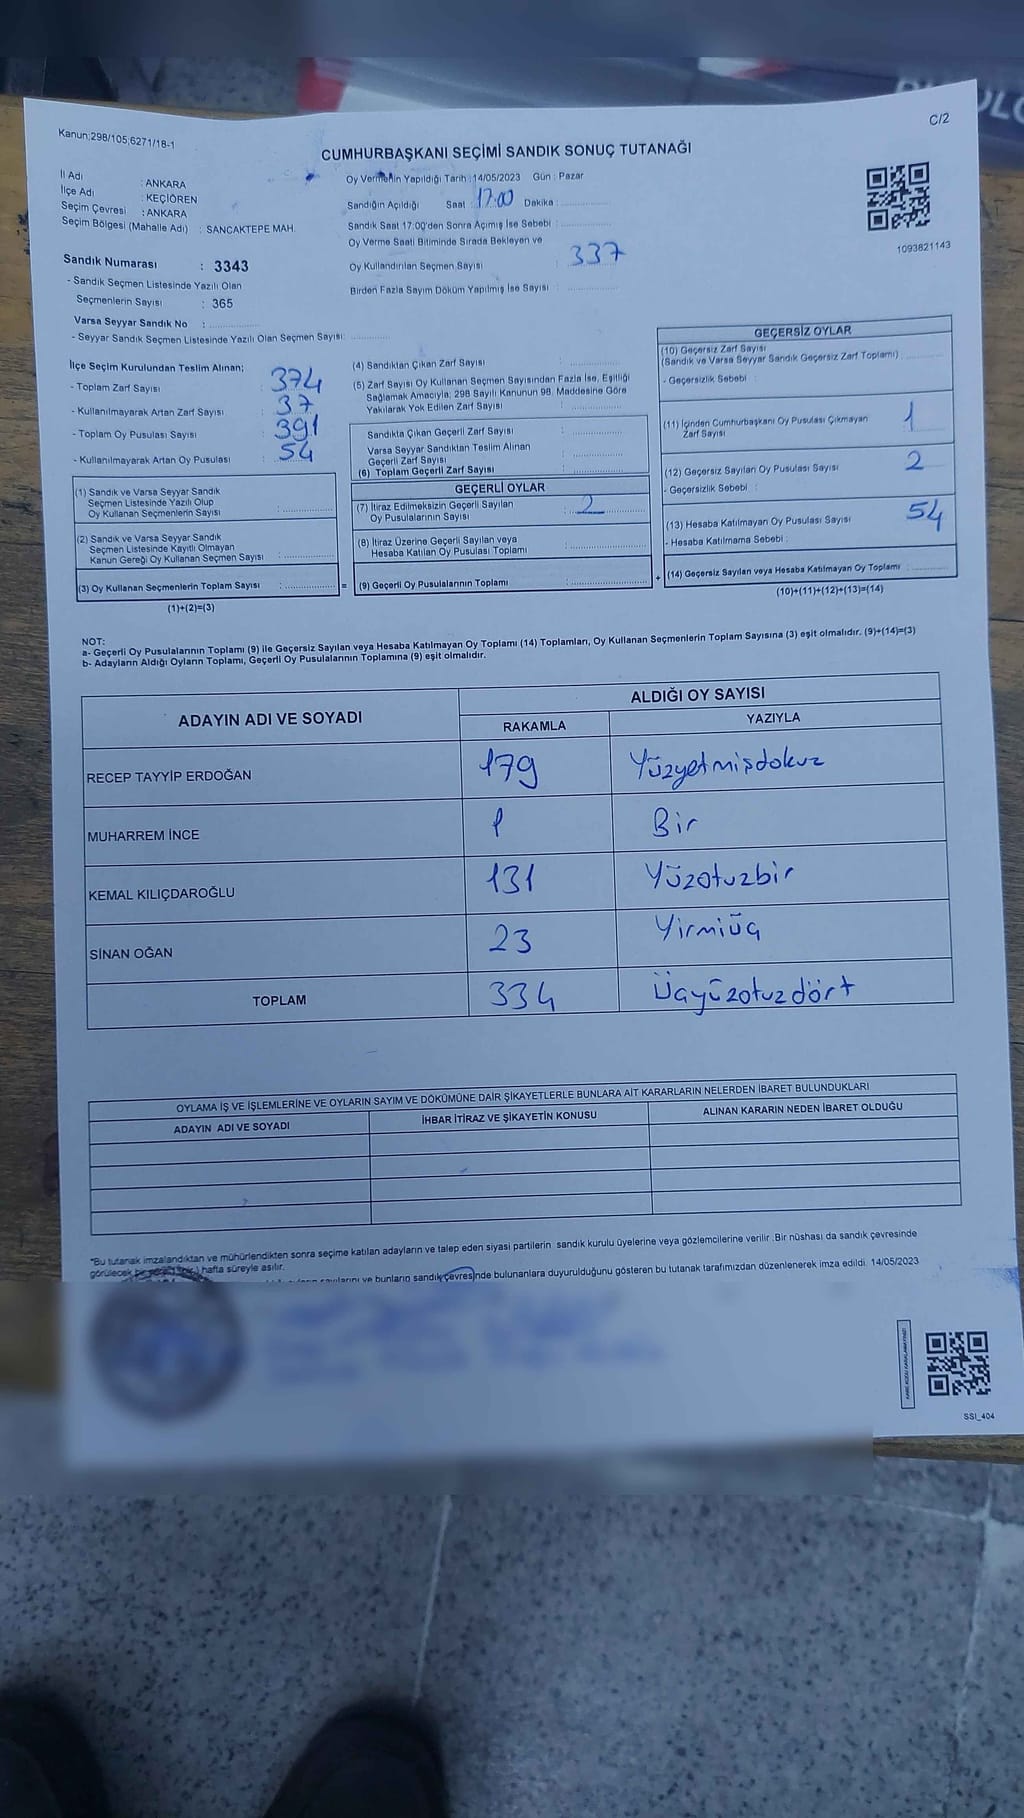 Kanun;298/105;6271/18-1
C/2
CUMHURBAŞKANI SEÇİMİ SANDIK SONUÇ TUTANAĞI
İl Adı : ANKARA
İlçe Adı : KEÇİÖREN
Seçim Çevresi : ANKARA
Seçim Bölgesi (Mahalle Adı) : SANCAKTEPE MAH.
Oy Vermenin Yapıldığı Tarih :14/05/2023 Gün : Pazar
Sandığın Açıldığı Saat : 17:00 Dakika :
Sandık Saat 17:00'den Sonra Açımış İse Sebebi :
Oy Verme Saati Bitiminde Sırada Bekleyen ve
Oy Kullandırılan Seçmen Sayısı : 337
Birden Fazla Sayım Döküm Yapılmış İse Sayısı :
1093821143
Sandık Numarası : 3343
- Sandık Seçmen Listesinde Yazılı Olan
Seçmenlerin Sayısı : 365
Varsa Seyyar Sandık No :
- Seyyar Sandık Seçmen Listesinde Yazılı Olan Seçmen Sayısı:
İlçe Seçim Kurulundan Teslim Alınan;
- Toplam Zarf Sayısı : 374
- Kullanılmayarak Artan Zarf Sayısı : 37
- Toplam Oy Pusulası Sayısı : 391
- Kullanılmayarak Artan Oy Pusulası : 54
(1) Sandık ve Varsa Seyyar Sandık
Seçmen Listesinde Yazılı Olup
Oy Kullanan Seçmenlerin Sayısı :
(2) Sandık ve Varsa Seyyar Sandık
Seçmen Listesinde Kayıtlı Olmayan
Kanun Gereği Oy Kullanan Seçmen Sayısı :
(3) Oy Kullanan Seçmenlerin Toplam Sayısı : =
(1)+(2)=(3)
(4) Sandıktan Çıkan Zarf Sayısı :
(5) Zarf Sayısı Oy Kullanan Seçmen Sayısından Fazla İse, Eşitliği
Sağlamak Amacıyla; 298 Sayılı Kanunun 98. Maddesine Göre
Yakılarak Yok Edilen Zarf Sayısı :
Sandıkta Çıkan Geçerli Zarf Sayısı :
Varsa Seyyar Sandıktan Teslim Alınan
Geçerli Zarf Sayısı :
(6) Toplam Geçerli Zarf Sayısı :
GEÇERLİ OYLAR
(7) İtiraz Edilmeksizin Geçerli Sayılan
Oy Pusulalarının Sayısı : 2
(8) İtiraz Üzerine Geçerli Sayılan veya
Hesaba Katılan Oy Pusulası Toplamı :
(9) Geçerli Oy Pusulalarının Toplamı : +
GEÇERSİZ OYLAR
(10) Geçersiz Zarf Sayısı
(Sandık ve Varsa Seyyar Sandık Geçersiz Zarf Toplamı) :
- Geçersizlik Sebebi :
(11) İçinden Cumhurbaşkanı Oy Pusulası Çıkmayan
Zarf Sayısı 1
(12) Geçersiz Sayılan Oy Pusulası Sayısı : 2
- Geçersizlik Sebebi :
(13) Hesaba Katılmayan Oy Pusulası Sayısı : 54
- Hesaba Katılmama Sebebi :
(14) Geçersiz Sayılan veya Hesaba Katılmayan Oy Toplamı :
(10)+(11)+(12)+(13)=(14)
NOT:
a- Geçerli Oy Pusulalarının Toplamı (9) ile Geçersiz Sayılan veya Hesaba Katılmayan Oy Toplamı (14) Toplamları, Oy Kullanan Seçmenlerin Toplam Sayısına (3) eşit olmalıdır. (9)+(14)=(3)
b- Adayların Aldığı Oyların Toplamı, Geçerli Oy Pusulalarının Toplamına (9) eşit olmalıdır.
ADAYIN ADI VE SOYADI
ALDIĞI OY SAYISI
RAKAMLA YAZIYLA
RECEP TAYYİP ERDOĞAN 179 Yüzyetmişdokuz
MUHARREM İNCE 1 Bir
KEMAL KILIÇDAROĞLU 131 Yüzotuzbir
SİNAN OĞAN 23 Yirmiüç
TOPLAM 334 Üçyüzotuzdört
OYLAMA İŞ VE İŞLEMLERİNE VE OYLARIN SAYIM VE DÖKÜMÜNE DAİR ŞİKAYETLERLE BUNLARA AİT KARARLARIN NELERDEN İBARET BULUNDUKLARI
ADAYIN ADI VE SOYADI İHBAR İTİRAZ VE ŞİKAYETİN KONUSU ALINAN KARARIN NEDEN İBARET OLDUĞU
*Bu tutanak imzalandıktan ve mühürlendikten sonra seçime katılan adayların ve talep eden siyasi partilerin sandık kurulu üyelerine veya gözlemcilerine verilir .Bir nüshası da sandık çevresinde
görülecek bir hafta süreyle asılır.
ve bunların sandık çevresinde bulunanlara duyurulduğunu gösteren bu tutanak tarafımızdan düzenlenerek imza edildi. 14/05/2023
SSI_404